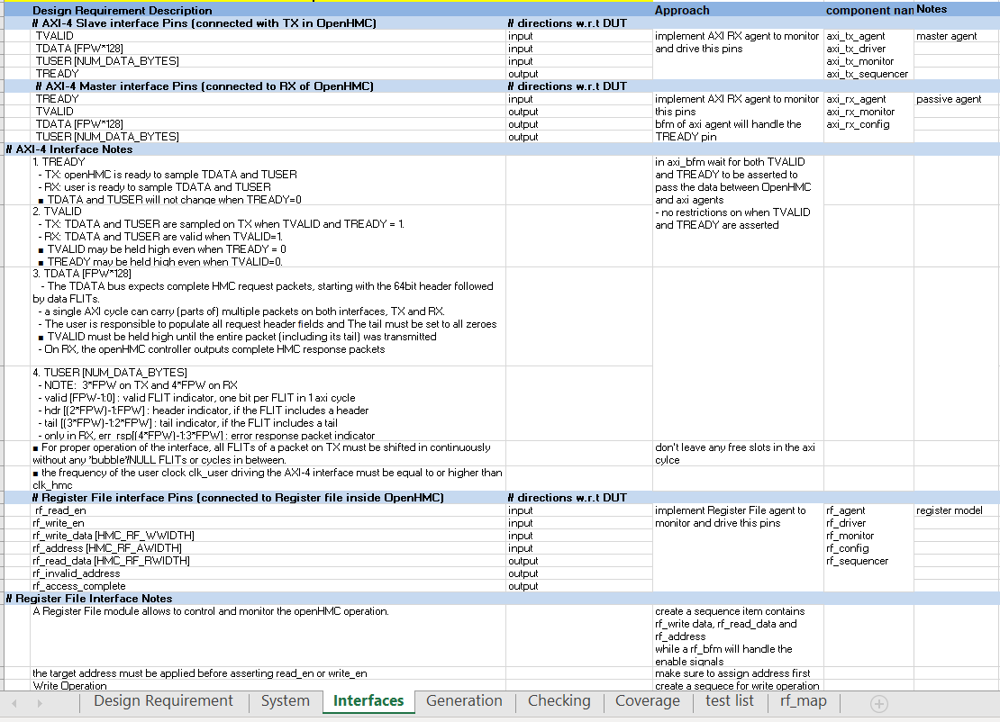 Design Requirement Description Approach component nan Notes
# AXI-4 Slave interface Pins (connected with TX in OpenHMC) # directions w.r.t DUT
TVALID input implement AXI RX agent to monitor axi_tx_agent master agent
TDATA [FPW*128] input and drive this pins axi_tx_driver
TUSER [NUM_DATA_BYTES] input axi_tx_monitor
TREADY output axi_tx_sequencer
# AXI-4 Master interface Pins (connected to RX of OpenHMC) # directions w.r.t DUT
TREADY input implement AXI RX agent to monitor axi_rx_agent passive agent
TVALID output this pins axi_rx_monitor
TDATA [FPW*128] output bfm of axi agent will handle the axi_rx_config
TUSER [NUM_DATA_BYTES] output TREADY pin
# AXI-4 Interface Notes
1. TREADY in axi_bfm wait for both TVALID
- TX: openHMC is ready to sample TDATA and TUSER and TREADY to be asserted to
- RX: user is ready to sample TDATA and TUSER pass the data between OpenHMC
▪ TDATA and TUSER will not change when TREADY=0 and axi agents
2. TVALID - no restrictions on when TVALID
- TX: TDATA and TUSER are sampled on TX when TVALID and TREADY = 1. and TREADY are asserted
- RX: TDATA and TUSER are valid when TVALID=1.
▪ TVALID may be held high even when TREADY = 0
▪ TREADY may be held high even when TVALID=0.
3. TDATA [FPW*128]
- The TDATA bus expects complete HMC request packets, starting with the 64bit header followed
by data FLITs.
- a single AXI cycle can carry (parts of) multiple packets on both interfaces, TX and RX.
- The user is responsible to populate all request header fields and The tail must be set to all zeroes
▪ TVALID must be held high until the entire packet (including its tail) was transmitted
- On RX, the openHMC controller outputs complete HMC response packets
4. TUSER [NUM_DATA_BYTES]
- NOTE: 3*FPW on TX and 4*FPW on RX
- valid [FPW-1:0] : valid FLIT indicator, one bit per FLIT in 1 axi cycle
- hdr [(2*FPW)-1:FPW] : header indicator, if the FLIT includes a header
- tail [(3*FPW)-1:2*FPW] : tail indicator, if the FLIT includes a tail
- only in RX, err_rsp[(4*FPW)-1:3*FPW] : error response packet indicator
▪ For proper operation of the interface, all FLITs of a packet on TX must be shifted in continuously don't leave any free slots in the axi
without any 'bubble'/NULL FLITs or cycles in between. cylce
▪ the frequency of the user clock clk_user driving the AXI-4 interface must be equal to or higher than
clk_hmc
# Register File interface Pins (connected to Register file inside OpenHMC) # directions w.r.t DUT
rf_read_en input implement Register File agent to rf_agent register model
rf_write_en input monitor and drive this pins rf_driver
rf_write_data [HMC_RF_WWIDTH] input rf_monitor
rf_address [HMC_RF_AWIDTH] input rf_config
rf_read_data [HMC_RF_RWIDTH] output rf_sequencer
rf_invalid_address output
rf_access_complete output
# Register File Interface Notes
A Register File module allows to control and monitor the openHMC operation. create a sequence item contains
rf_write data, rf_read_data and
rf_address
while a rf_bfm will handle the
enable signals
the target address must be applied before asserting read_en or write_en make sure to assign address first
Write Operation create a sequece for write operation
Design Requirement System Interfaces Generation Checking Coverage test list rf_map